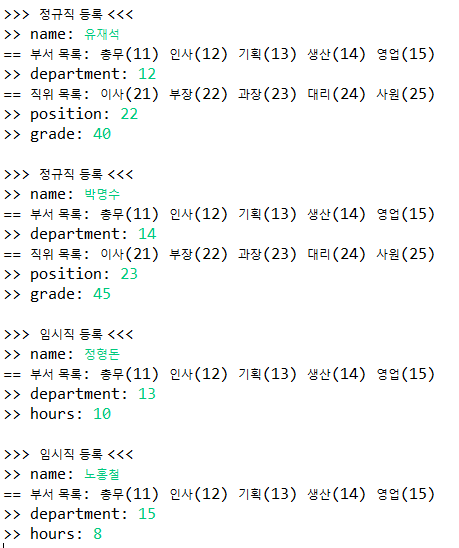 >>> 정규직 등록 <<<
>> name: 유재석
== 부서 목록: 총무(11) 인사(12) 기획(13) 생산(14) 영업(15)
>> department: 12
== 직위 목록: 이사(21) 부장(22) 과장(23) 대리(24) 사원(25)
>> position: 22
>> grade: 40
>>> 정규직 등록 <<<
>> name: 박명수
== 부서 목록: 총무(11) 인사(12) 기획(13) 생산(14) 영업(15)
>> department: 14
== 직위 목록: 이사(21) 부장(22) 과장(23) 대리(24) 사원(25)
>> position: 23
>> grade: 45
>>> 임시직 등록 <<<
>> name: 정형돈
== 부서 목록: 총무(11) 인사(12) 기획(13) 생산(14) 영업(15)
>> department: 13
>> hours: 10
>>> 임시직 등록 <<<
>> name: 노홍철
== 부서 목록: 총무(11) 인사(12) 기획(13) 생산(14) 영업(15)
>> department: 15
>> hours: 8